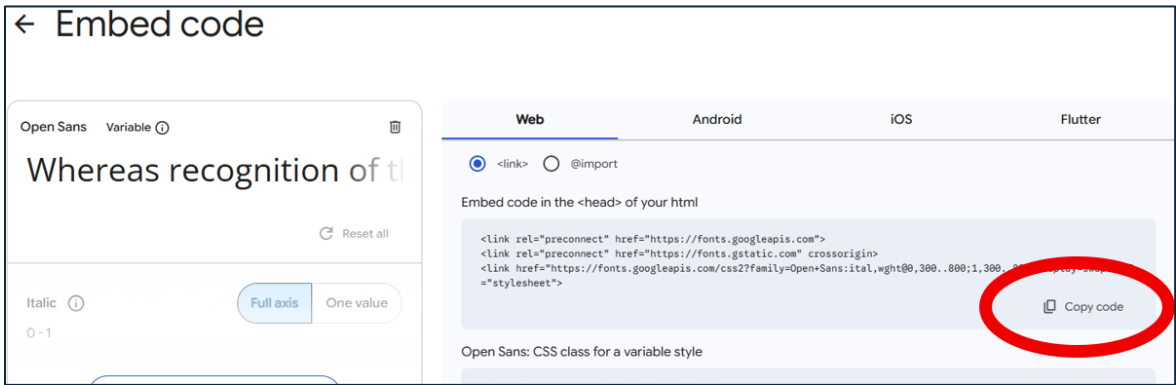 ← Embed code
Open Sans Variable
Whereas recognition of
Reset all
Italic
Full axis One value
0 – 1
Web Android iOS Flutter
<link> @import
Embed code in the <head> of your html
<link rel="preconnect" href="https://fonts.googleapis.com">
<link rel="preconnect" href="https://fonts.gstatic.com" crossorigin>
<link href="https://fonts.googleapis.com/css2?family=Open+Sans:ital,wght@0,300..800;1,300..
="stylesheet">
Copy code
Open Sans: CSS class for a variable style